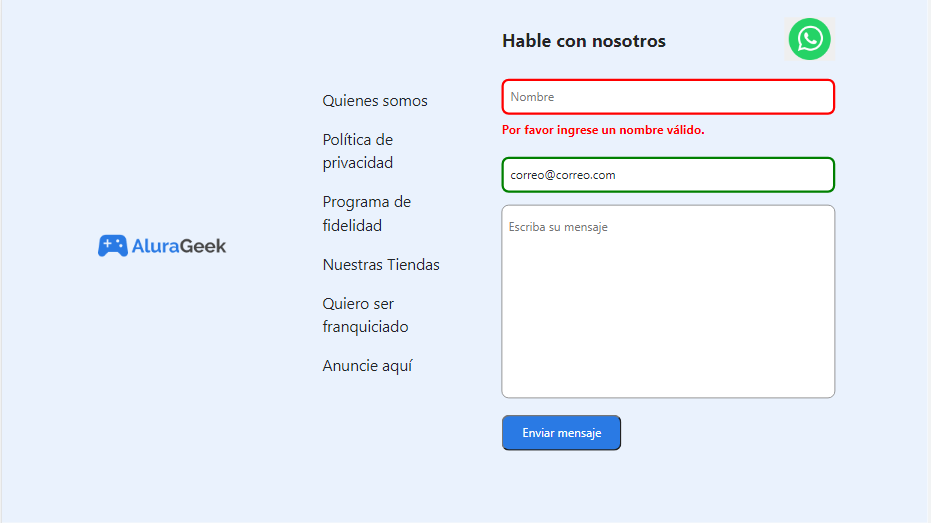 AluraGeek
Quienes somos
Política de
privacidad
Programa de
fidelidad
Nuestras Tiendas
Quiero ser
franquiciado
Anuncie aquí
Hable con nosotros
Nombre
Por favor ingrese un nombre válido.
correo@correo.com
Escriba su mensaje
Enviar mensaje